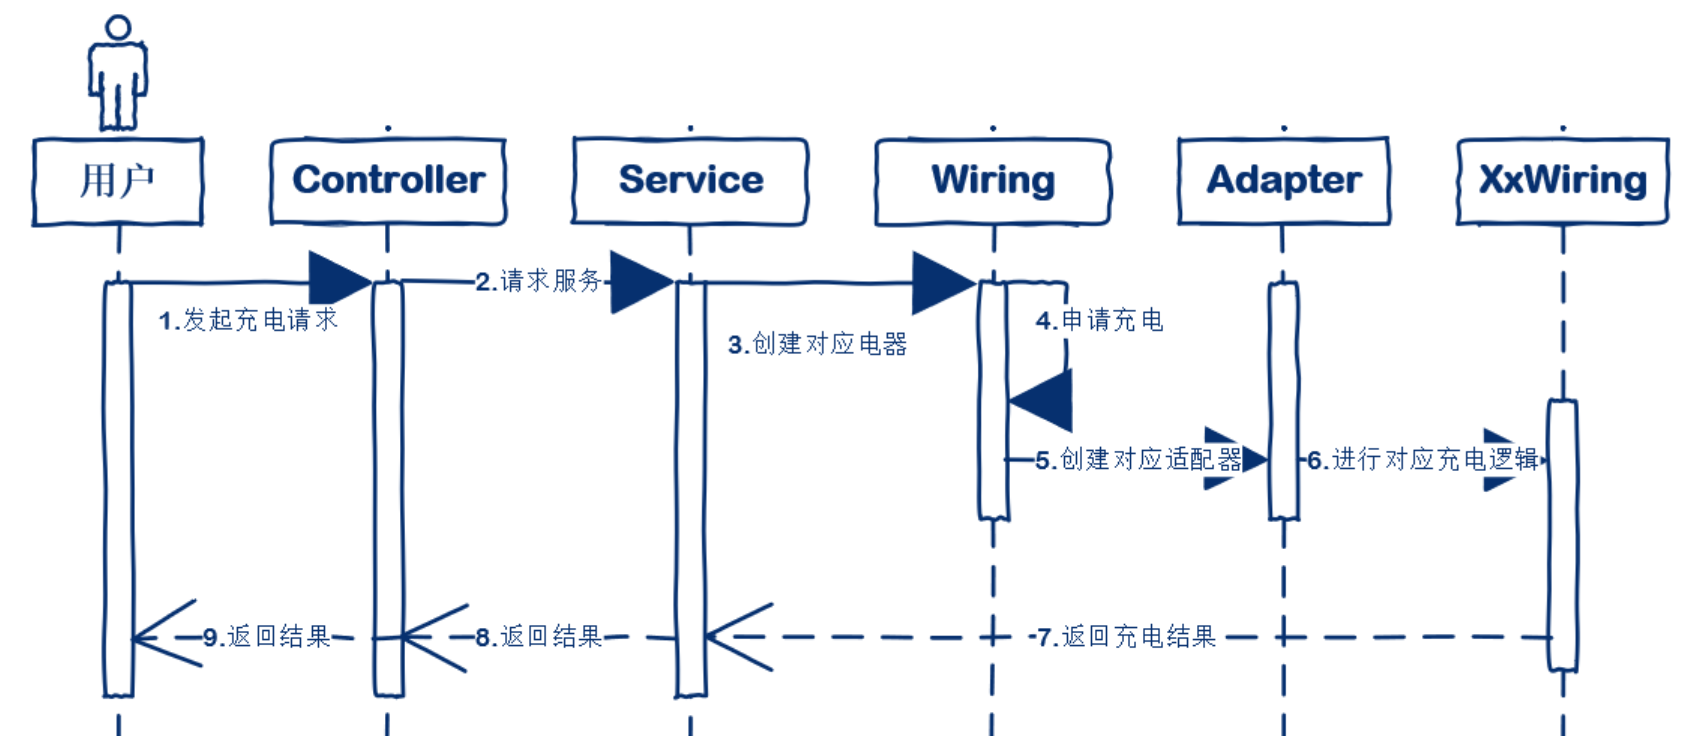 用户
Controller
Service
Wiring
Adapter
XxWiring
1.发起充电请求
2.请求服务
3.创建对应电器
4.申请充电
5.创建对应适配器
6.进行对应充电逻辑
7.返回充电结果
8.返回结果
9.返回结果